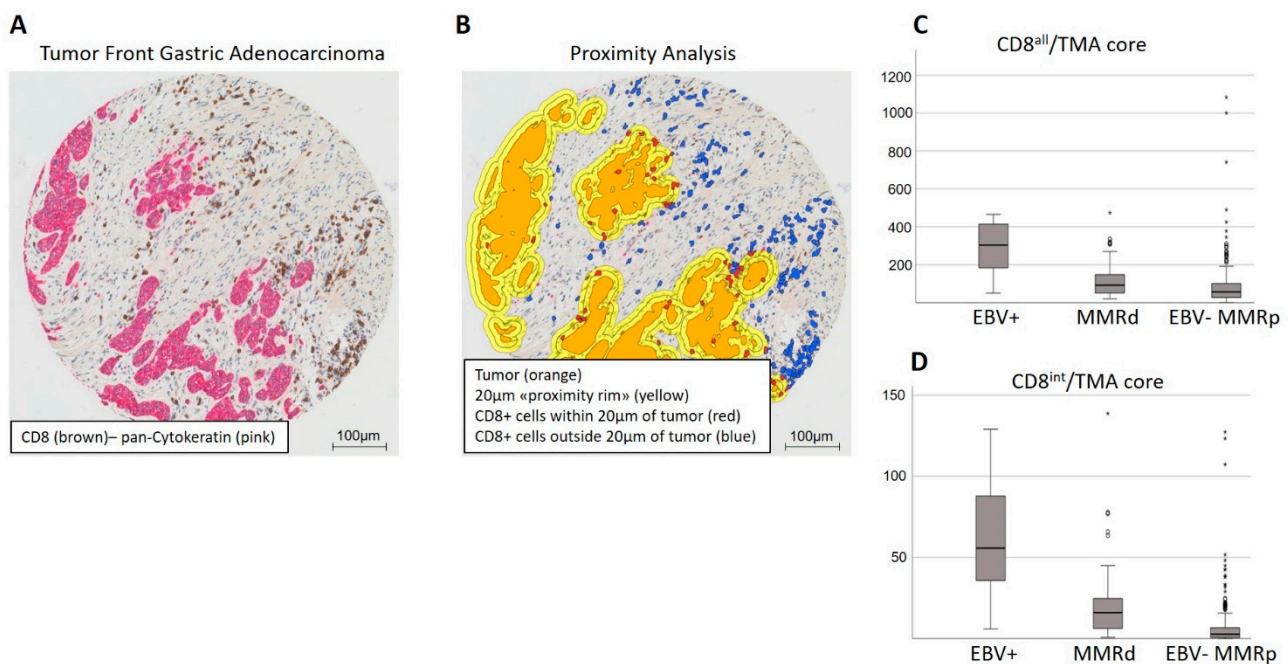 A
Tumor Front Gastric Adenocarcinoma
CD8 (brown)– pan-Cytokeratin (pink)
100µm
B
Proximity Analysis
Tumor (orange)
20µm «proximity rim» (yellow)
CD8+ cells within 20µm of tumor (red)
CD8+ cells outside 20µm of tumor (blue)
100µm
C
CD8all/TMA core
1200
1000
800
600
400
200
EBV+ MMRd EBV- MMRp
D
CD8int/TMA core
150
100
50
EBV+ MMRd EBV- MMRp